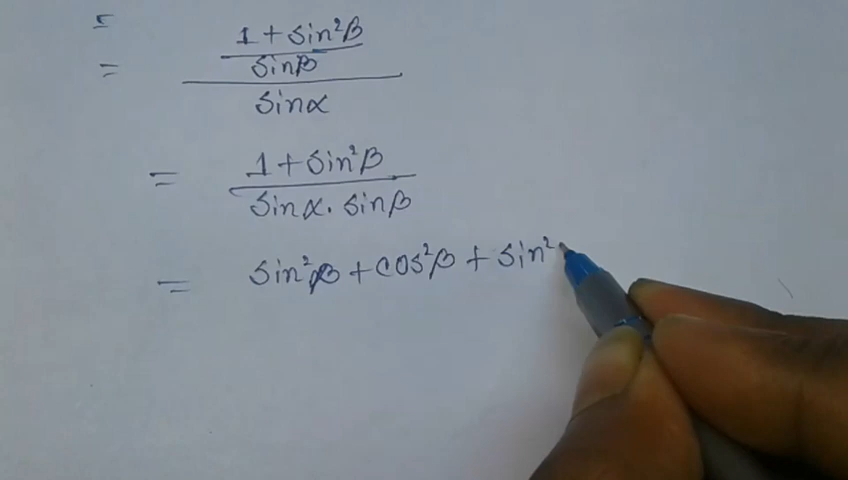 =
1 + sin²β
= sinβ
sinα
= 1 + sin²β
sinα. sinβ
= sin²β + cos²β + sin²